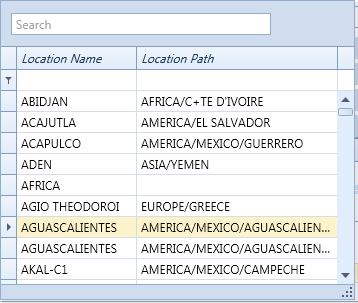 Search
Location Name Location Path
ABIDJAN AFRICA/C+TE D'IVOIRE
ACAJUTLA AMERICA/EL SALVADOR
ACAPULCO AMERICA/MEXICO/GUERRERO
ADEN ASIA/YEMEN
AFRICA
AGIO THEODOROI EUROPE/GREECE
AGUASCALIENTES AMERICA/MEXICO/AGUASCALIEN...
AGUASCALIENTES AMERICA/MEXICO/AGUASCALIEN...
AKAL-C1 AMERICA/MEXICO/CAMPECHE